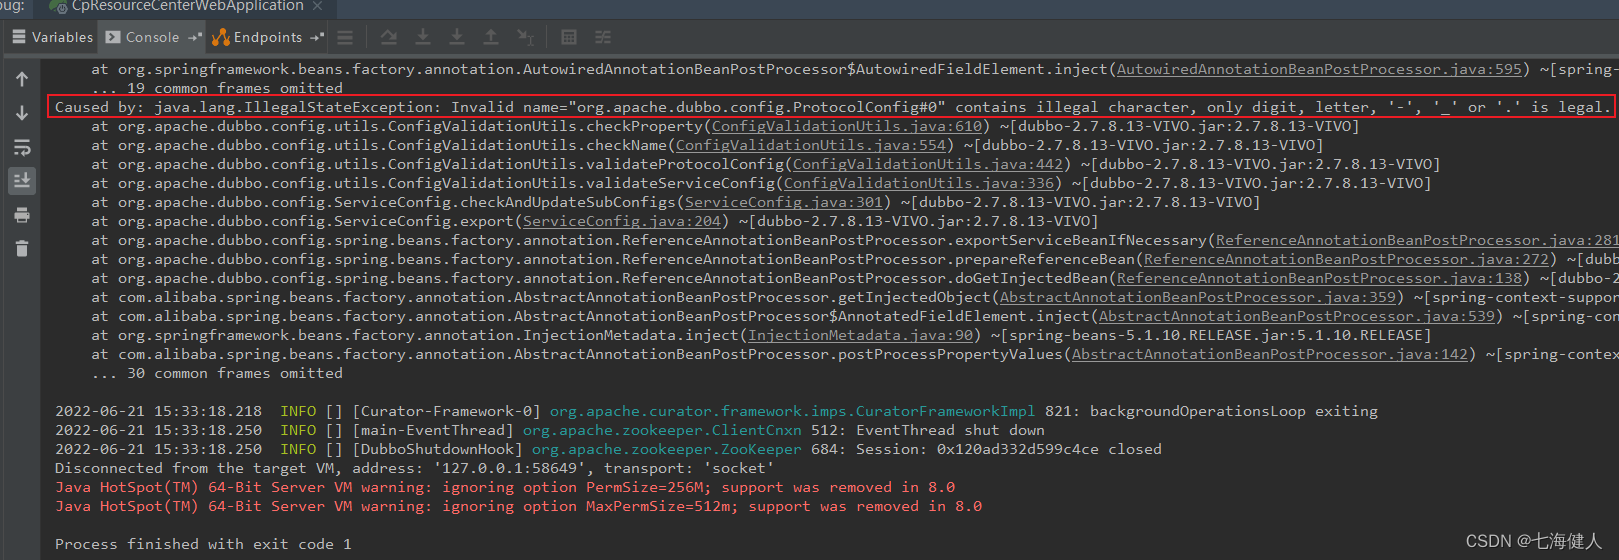 bug: CpResourceCenterWebApplication ×
Variables Console Endpoints
at org.springframework.beans.factory.annotation.AutowiredAnnotationBeanPostProcessor$AutowiredFieldElement.inject(AutowiredAnnotationBeanPostProcessor.java:595) ~[spring-
... 19 common frames omitted
Caused by: java.lang.IllegalStateException: Invalid name="org.apache.dubbo.config.ProtocolConfig#0" contains illegal character, only digit, letter, '-', '_' or '.' is legal.
at org.apache.dubbo.config.utils.ConfigValidationUtils.checkProperty(ConfigValidationUtils.java:610) ~[dubbo-2.7.8.13-VIVO.jar:2.7.8.13-VIVO]
at org.apache.dubbo.config.utils.ConfigValidationUtils.checkName(ConfigValidationUtils.java:554) ~[dubbo-2.7.8.13-VIVO.jar:2.7.8.13-VIVO]
at org.apache.dubbo.config.utils.ConfigValidationUtils.validateProtocolConfig(ConfigValidationUtils.java:442) ~[dubbo-2.7.8.13-VIVO.jar:2.7.8.13-VIVO]
at org.apache.dubbo.config.utils.ConfigValidationUtils.validateServiceConfig(ConfigValidationUtils.java:336) ~[dubbo-2.7.8.13-VIVO.jar:2.7.8.13-VIVO]
at org.apache.dubbo.config.ServiceConfig.checkAndUpdateSubConfigs(ServiceConfig.java:301) ~[dubbo-2.7.8.13-VIVO.jar:2.7.8.13-VIVO]
at org.apache.dubbo.config.ServiceConfig.export(ServiceConfig.java:204) ~[dubbo-2.7.8.13-VIVO.jar:2.7.8.13-VIVO]
at org.apache.dubbo.config.spring.beans.factory.annotation.ReferenceAnnotationBeanPostProcessor.exportServiceBeanIfNecessary(ReferenceAnnotationBeanPostProcessor.java:281
at org.apache.dubbo.config.spring.beans.factory.annotation.ReferenceAnnotationBeanPostProcessor.prepareReferenceBean(ReferenceAnnotationBeanPostProcessor.java:272) ~[dubb
at org.apache.dubbo.config.spring.beans.factory.annotation.ReferenceAnnotationBeanPostProcessor.doGetInjectedBean(ReferenceAnnotationBeanPostProcessor.java:138) ~[dubbo-2
at com.alibaba.spring.beans.factory.annotation.AbstractAnnotationBeanPostProcessor.getInjectedObject(AbstractAnnotationBeanPostProcessor.java:359) ~[spring-context-suppor
at com.alibaba.spring.beans.factory.annotation.AbstractAnnotationBeanPostProcessor$AnnotatedFieldElement.inject(AbstractAnnotationBeanPostProcessor.java:539) ~[spring-con
at org.springframework.beans.factory.annotation.InjectionMetadata.inject(InjectionMetadata.java:90) ~[spring-beans-5.1.10.RELEASE.jar:5.1.10.RELEASE]
at com.alibaba.spring.beans.factory.annotation.AbstractAnnotationBeanPostProcessor.postProcessPropertyValues(AbstractAnnotationBeanPostProcessor.java:142) ~[spring-contex
... 30 common frames omitted
2022-06-21 15:33:18.218 INFO [] [Curator-Framework-0] org.apache.curator.framework.imps.CuratorFrameworkImpl 821: backgroundOperationsLoop exiting
2022-06-21 15:33:18.250 INFO [] [main-EventThread] org.apache.zookeeper.ClientCnxn 512: EventThread shut down
2022-06-21 15:33:18.250 INFO [] [DubboShutdownHook] org.apache.zookeeper.ZooKeeper 684: Session: 0x120ad332d599c4ce closed
Disconnected from the target VM, address: '127.0.0.1:58649', transport: 'socket'
Java HotSpot(TM) 64-Bit Server VM warning: ignoring option PermSize=256M; support was removed in 8.0
Java HotSpot(TM) 64-Bit Server VM warning: ignoring option MaxPermSize=512m; support was removed in 8.0
Process finished with exit code 1
CSDN @七海健人